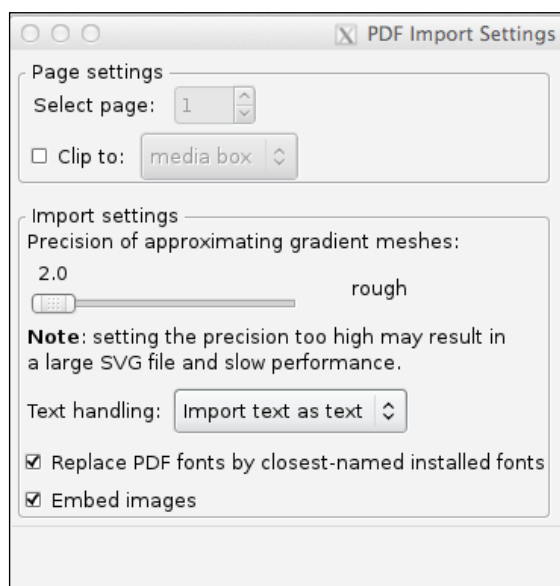 PDF Import Settings
Page settings
Select page: 1
Clip to: media box
Import settings
Precision of approximating gradient meshes:
2.0
rough
Note: setting the precision too high may result in
a large SVG file and slow performance.
Text handling: Import text as text
Replace PDF fonts by closest-named installed fonts
Embed images